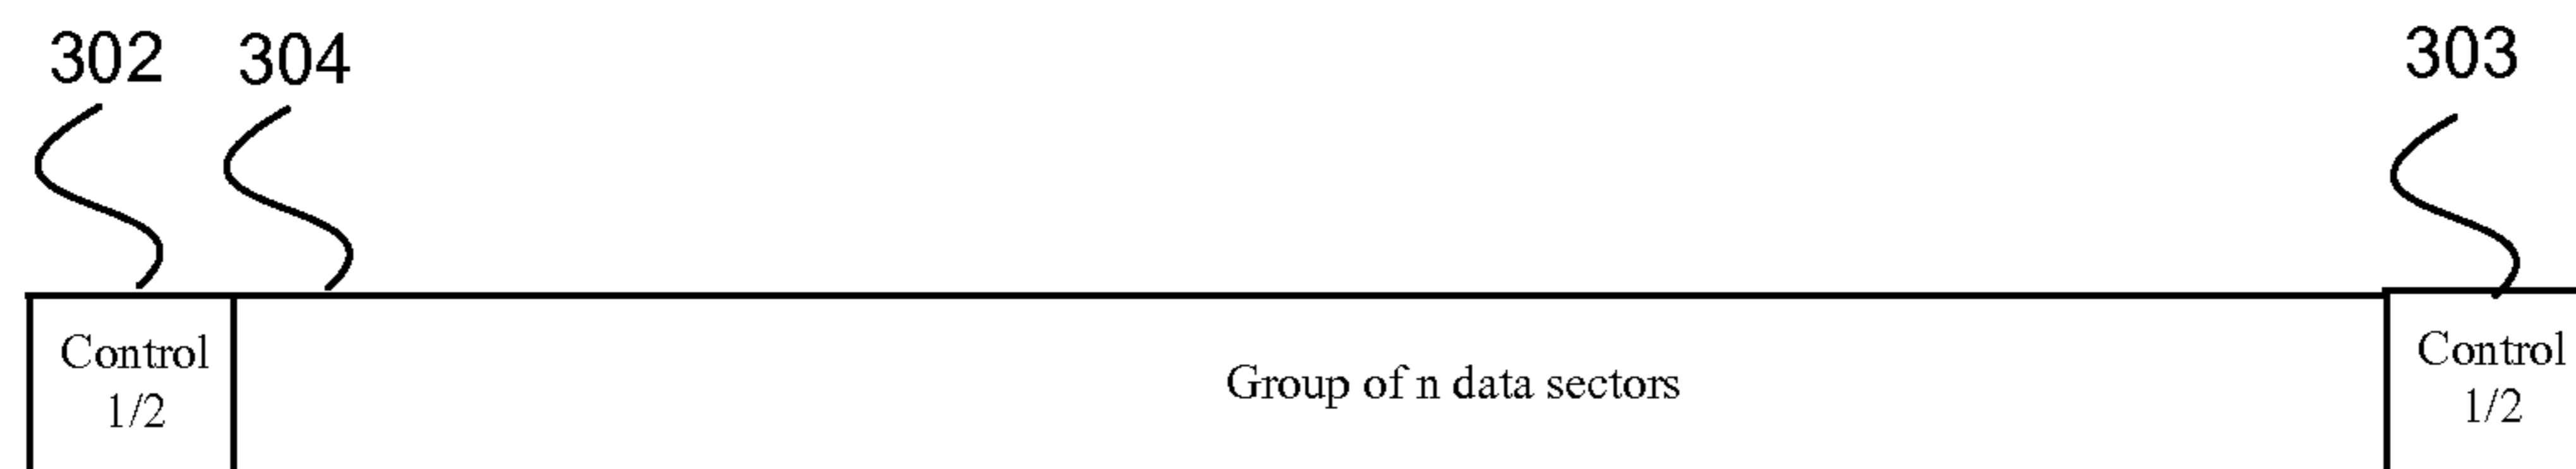 302 304 303
Control
1/2
Group of n data sectors
Control
1/2